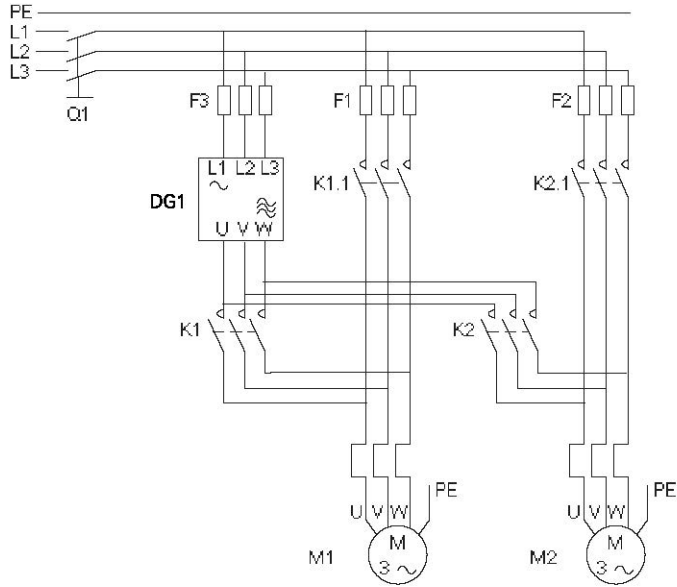 PE
L1
L2
L3
Q1
F3
F1
F2
L1 L2 L3
DG1
U V W
K1.1
K2.1
K1
K2
PE
PE
U V W
U V W
M
3
M
3
M1
M2